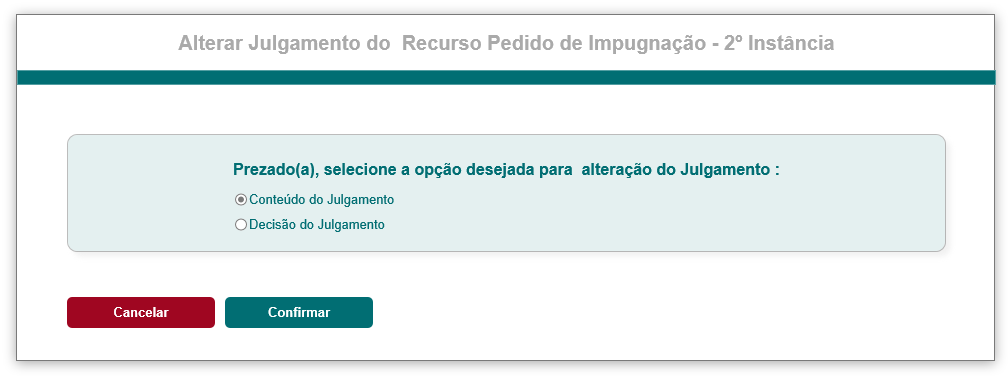 Alterar Julgamento do  Recurso Pedido de Impugnação - 2º Instância
Prezado(a), selecione a opção desejada para  alteração do Julgamento :
Conteúdo do Julgamento
Decisão do Julgamento
Cancelar
Confirmar